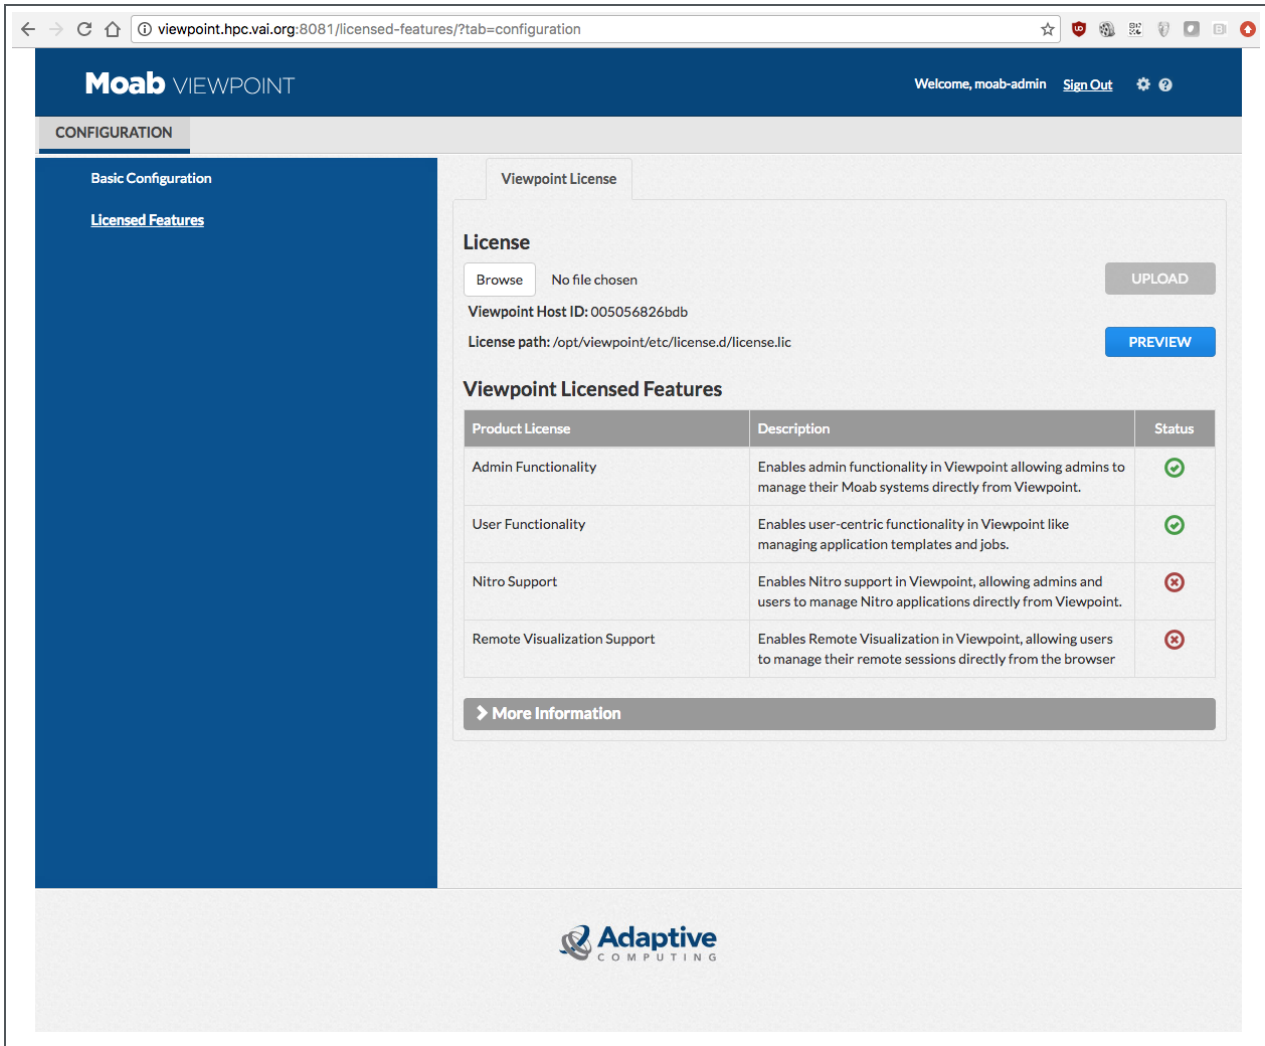 viewpoint.hpc.vai.org:8081/licensed-features/?tab=configuration
Moab VIEWPOINT
Welcome, moab-admin Sign Out
CONFIGURATION
Basic Configuration
Licensed Features
Viewpoint License
License
Browse No file chosen UPLOAD
Viewpoint Host ID: 005056826bdb
License path: /opt/viewpoint/etc/license.d/license.lic PREVIEW
Viewpoint Licensed Features
Product License Description Status
Admin Functionality Enables admin functionality in Viewpoint allowing admins to
manage their Moab systems directly from Viewpoint.
User Functionality Enables user-centric functionality in Viewpoint like
managing application templates and jobs.
Nitro Support Enables Nitro support in Viewpoint, allowing admins and
users to manage Nitro applications directly from Viewpoint.
Remote Visualization Support Enables Remote Visualization in Viewpoint, allowing users
to manage their remote sessions directly from the browser
More Information
Adaptive
COMPUTING